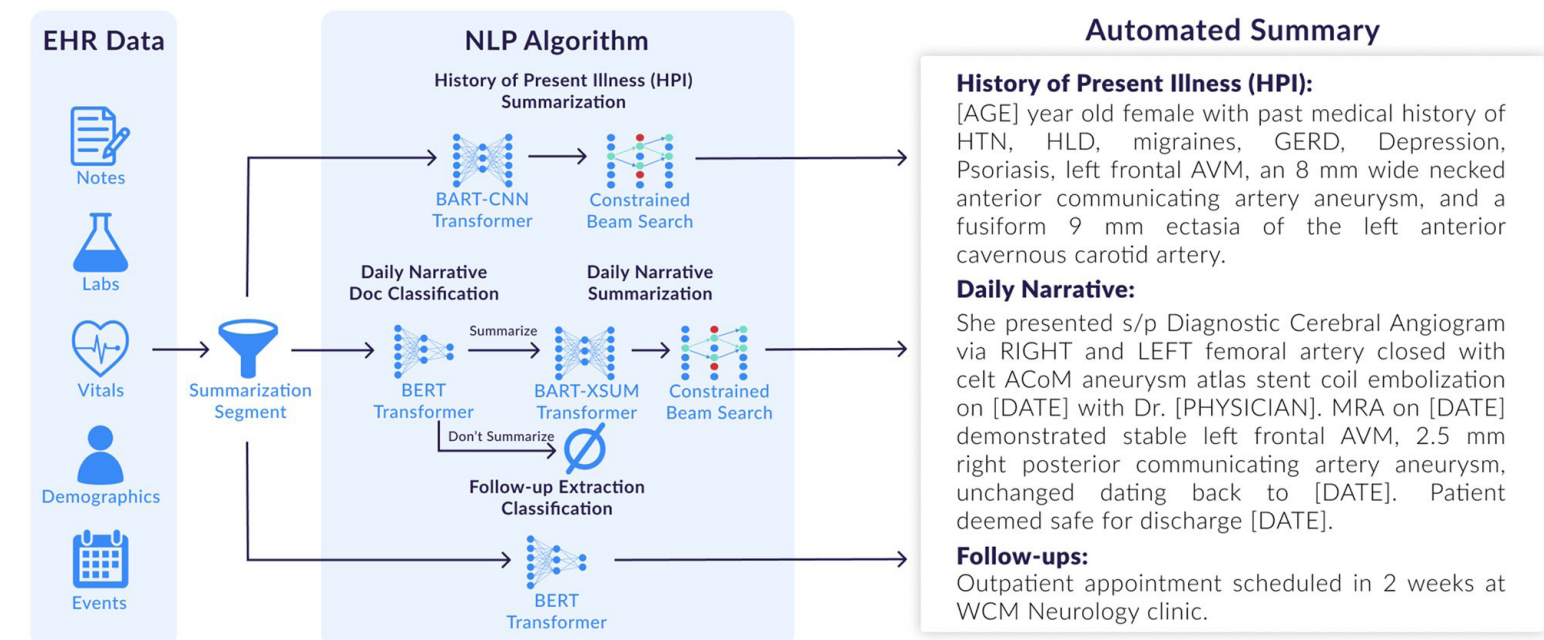 EHR Data
Notes
Labs
Vitals
Demographics
Events
Summarization
Segment
NLP Algorithm
History of Present Illness (HPI)
Summarization
BART-CNN
Transformer
Constrained
Beam Search
Daily Narrative
Doc Classification
Daily Narrative
Summarization
Summarize
BERT
Transformer
BART-XSUM
Transformer
Constrained
Beam Search
Don't Summarize
Follow-up Extraction
Classification
BERT
Transformer
Automated Summary
History of Present Illness (HPI):
[AGE] year old female with past medical history of
HTN, HLD, migraines, GERD, Depression,
Psoriasis, left frontal AVM, an 8 mm wide necked
anterior communicating artery aneurysm, and a
fusiform 9 mm ectasia of the left anterior
cavernous carotid artery.
Daily Narrative:
She presented s/p Diagnostic Cerebral Angiogram
via RIGHT and LEFT femoral artery closed with
celt ACoM aneurysm atlas stent coil embolization
on [DATE] with Dr. [PHYSICIAN]. MRA on [DATE]
demonstrated stable left frontal AVM, 2.5 mm
right posterior communicating artery aneurysm,
unchanged dating back to [DATE]. Patient
deemed safe for discharge [DATE].
Follow-ups:
Outpatient appointment scheduled in 2 weeks at
WCM Neurology clinic.